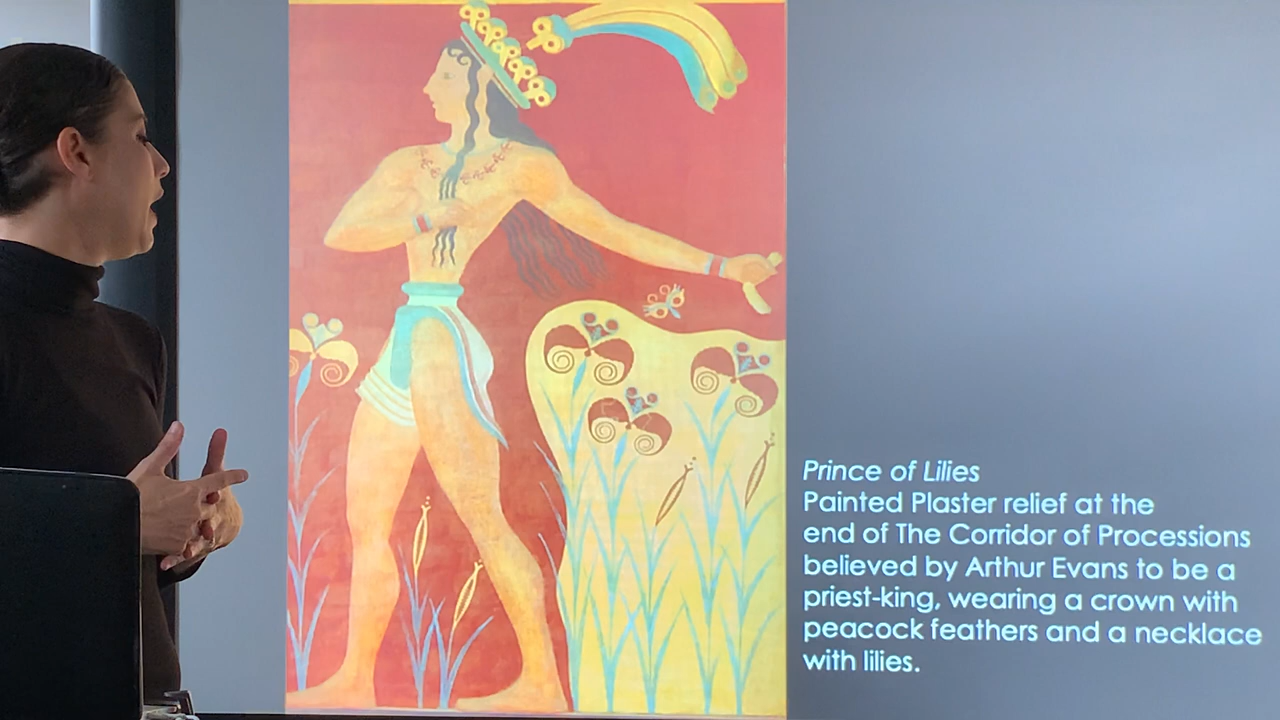 Prince of Lilies
Painted Plaster relief at the
end of The Corridor of Processions
believed by Arthur Evans to be a
priest-king, wearing a crown with
peacock feathers and a necklace
with lilies.